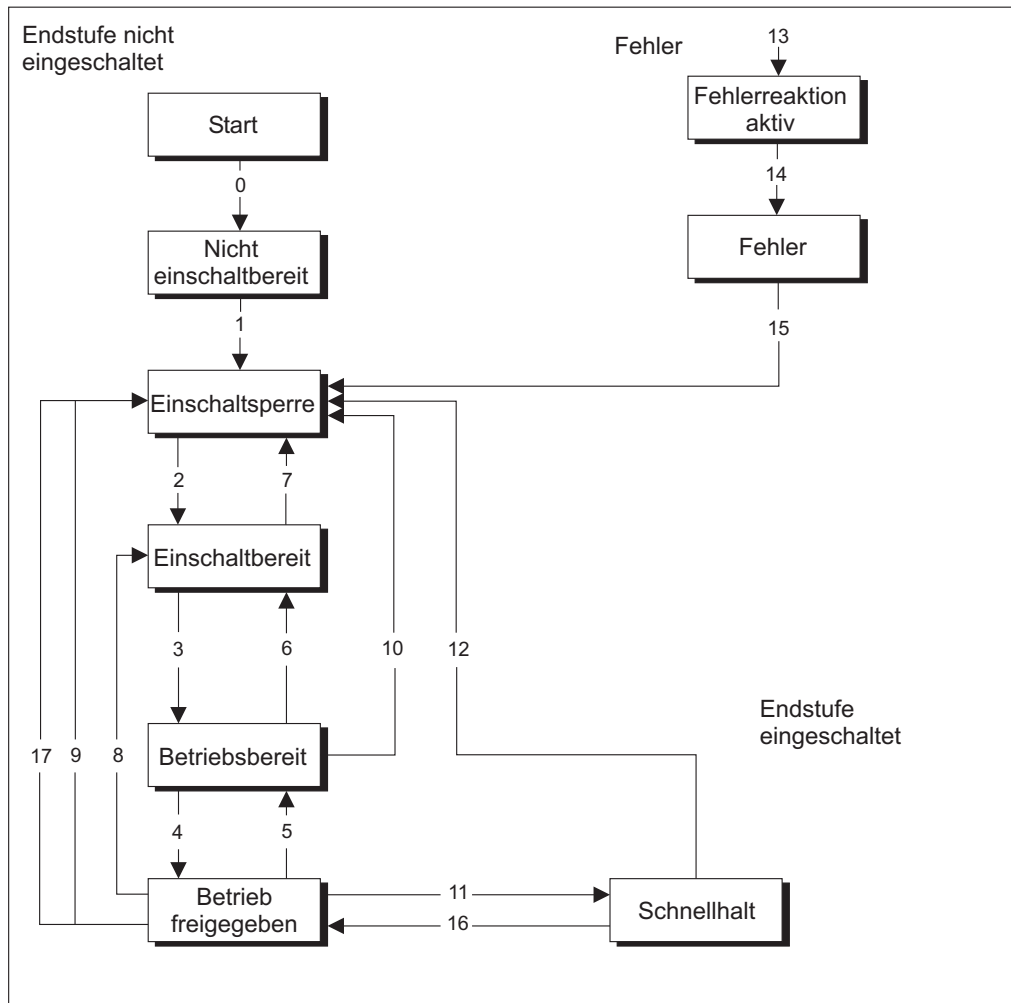 Endstufe nicht
eingeschaltet
Fehler
13
Fehlerreaktion
aktiv
Start
14
0
Nicht
einschaltbereit
Fehler
1
15
Einschaltsperre
2
7
Einschaltbereit
3
6
10
12
Endstufe
eingeschaltet
17
9
8
Betriebsbereit
4
5
Betrieb
freigegeben
11
16
Schnellhalt